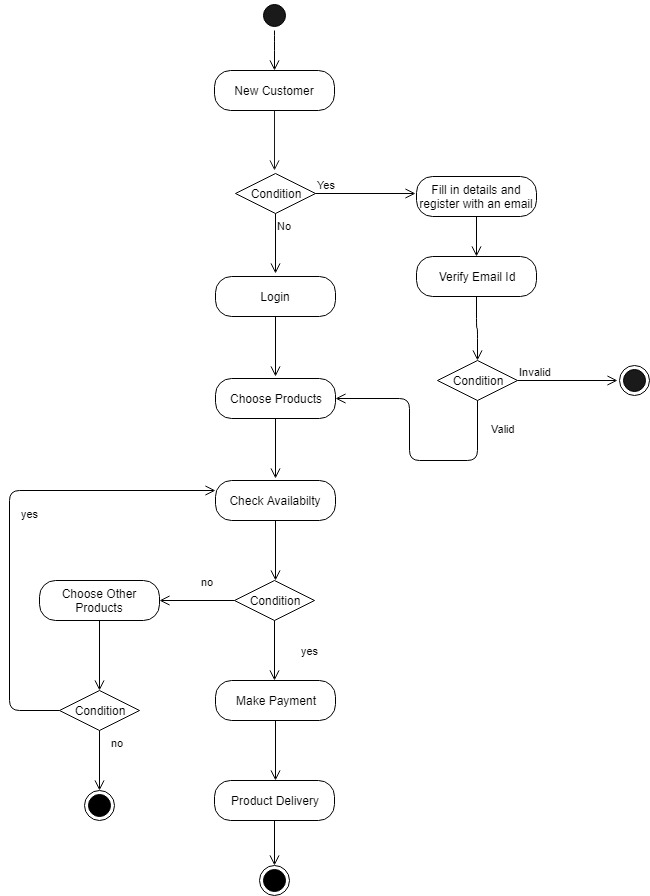 New Customer
Condition
Yes
Fill in details and
register with an email
No
Verify Email Id
Login
Condition
Invalid
Choose Products
Valid
Check Availabilty
yes
no
Choose Other
Products
Condition
yes
Make Payment
Condition
no
Product Delivery